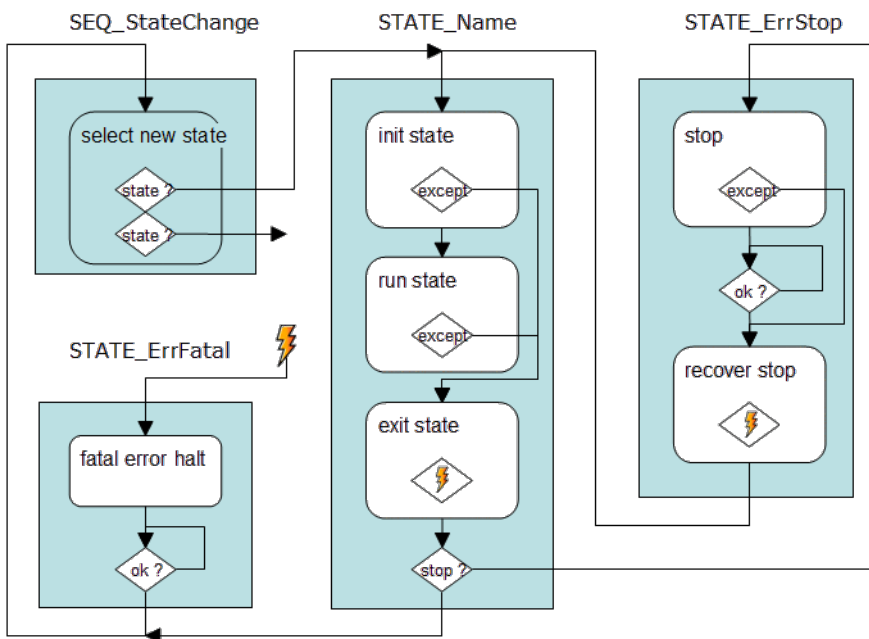 SEQ_StateChange
select new state
state ?
state ?
STATE_ErrFatal
fatal error halt
ok ?
STATE_Name
init state
except
run state
except
exit state
stop ?
STATE_ErrStop
stop
except
ok ?
recover stop